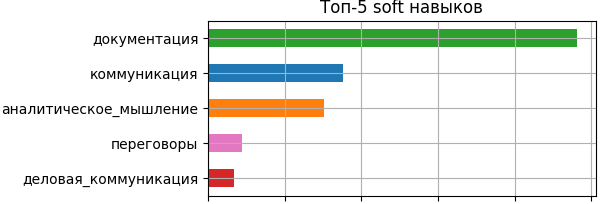 Топ-5 soft навыков
документация
коммуникация
аналитическое_мышление
переговоры
деловая_коммуникация